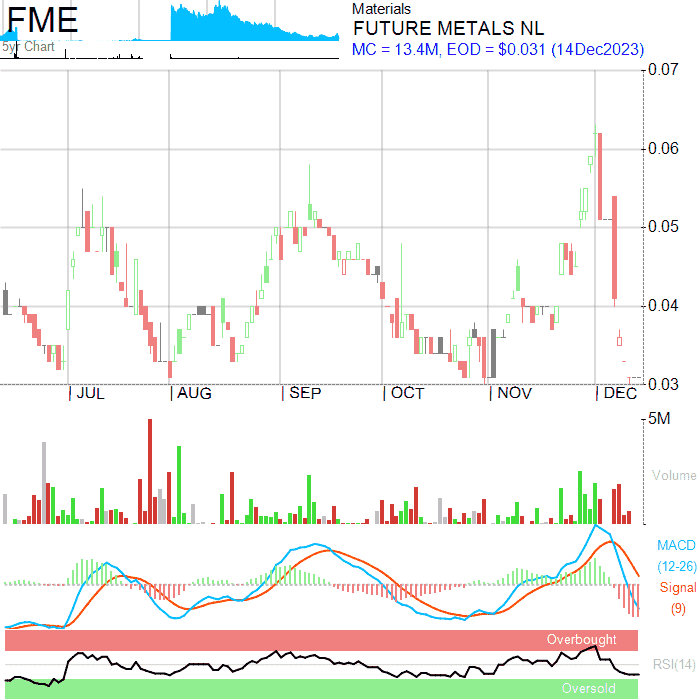 FME
5yr Chart
Materials
FUTURE METALS NL
MC = 13.4M, EOD = $0.031 (14Dec2023)
0.07
0.06
0.05
0.04
0.03
JUL AUG SEP OCT NOV DEC
5M
Volume
MACD
(12-26)
Signal
(9)
Overbought
RSI(14)
Oversold